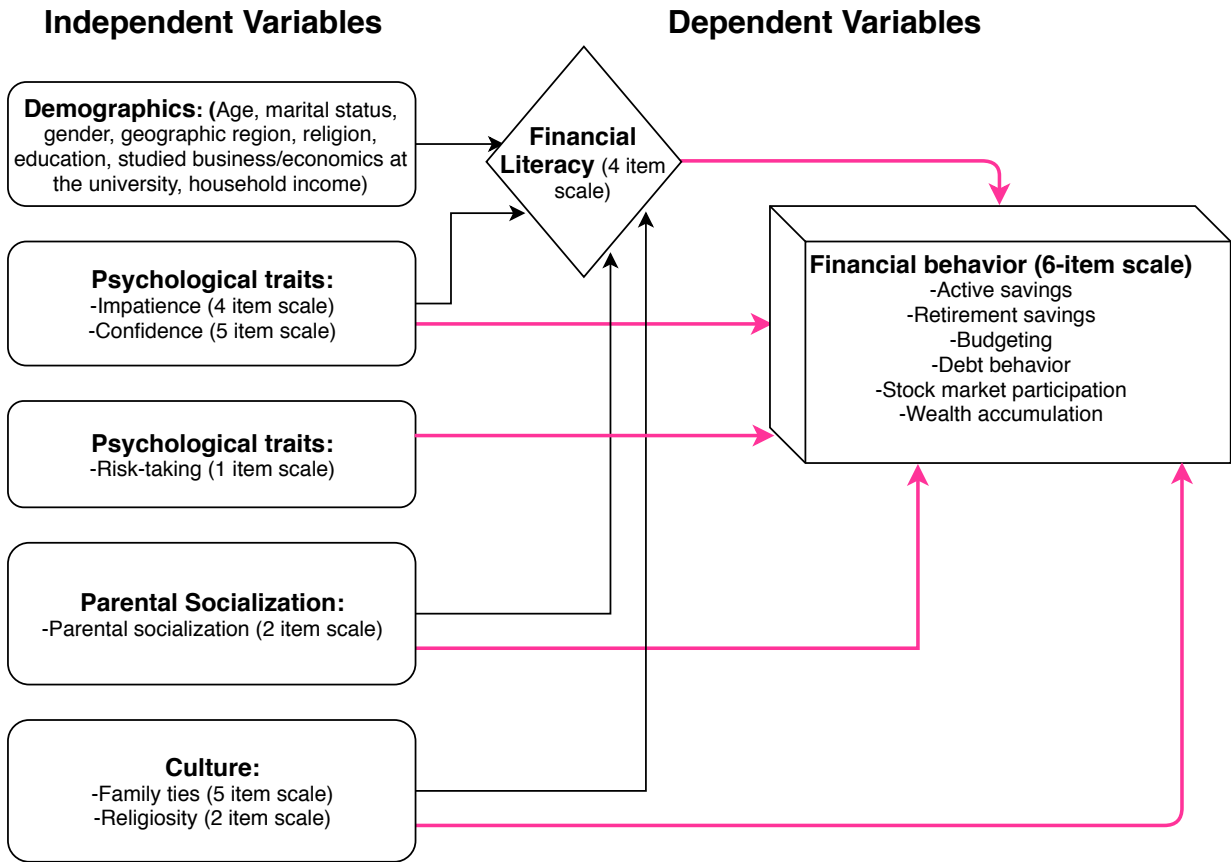 Independent Variables
Dependent Variables
Demographics: (Age, marital status,
gender, geographic region, religion,
education, studied business/economics at
the university, household income)
Financial
Literacy (4 item
scale)
Psychological traits:
-Impatience (4 item scale)
-Confidence (5 item scale)
Financial behavior (6-item scale)
-Active savings
-Retirement savings
-Budgeting
-Debt behavior
-Stock market participation
-Wealth accumulation
Psychological traits:
-Risk-taking (1 item scale)
Parental Socialization:
-Parental socialization (2 item scale)
Culture:
-Family ties (5 item scale)
-Religiosity (2 item scale)